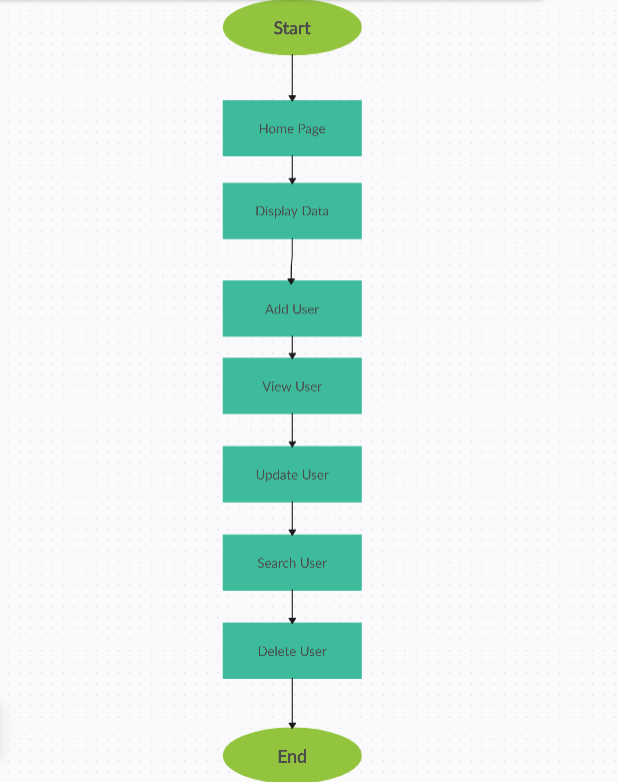 Start
Home Page
Display Data
Add User
View User
Update User
Search User
Delete User
End